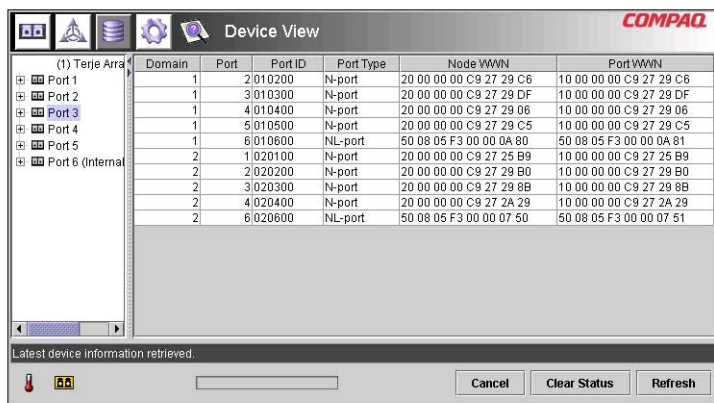 Device View
COMPAQ
(1) Terje Arra
Port 1
Port 2
Port 3
Port 4
Port 5
Port 6 (Internal
Domain Port Port ID Port Type Node WWN Port WWN
1 2 010200 N-port 20 00 00 00 C9 27 29 C6 10 00 00 00 C9 27 29 C6
1 3 010300 N-port 20 00 00 00 C9 27 29 DF 10 00 00 00 C9 27 29 DF
1 4 010400 N-port 20 00 00 00 C9 27 29 06 10 00 00 00 C9 27 29 06
1 5 010500 N-port 20 00 00 00 C9 27 29 C5 10 00 00 00 C9 27 29 C5
1 6 010600 NL-port 50 08 05 F3 00 00 0A 80 50 08 05 F3 00 00 0A 81
2 1 020100 N-port 20 00 00 00 C9 27 25 B9 10 00 00 00 C9 27 25 B9
2 2 020200 N-port 20 00 00 00 C9 27 29 B0 10 00 00 00 C9 27 29 B0
2 3 020300 N-port 20 00 00 00 C9 27 29 8B 10 00 00 00 C9 27 29 8B
2 4 020400 N-port 20 00 00 00 C9 27 2A 29 10 00 00 00 C9 27 2A 29
2 6 020600 NL-port 50 08 05 F3 00 00 07 50 50 08 05 F3 00 00 07 51
Latest device information retrieved.
Cancel Clear Status Refresh